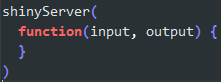 shinyServer(
  function(input, output) {
  }
)